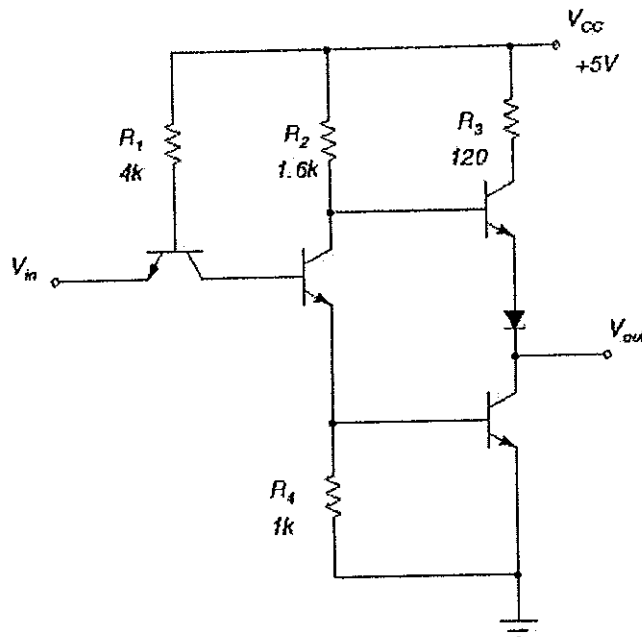 V_CC
+5V
R_1
4k
R_2
1.6k
R_3
120
V_in
V_out
R_4
1k